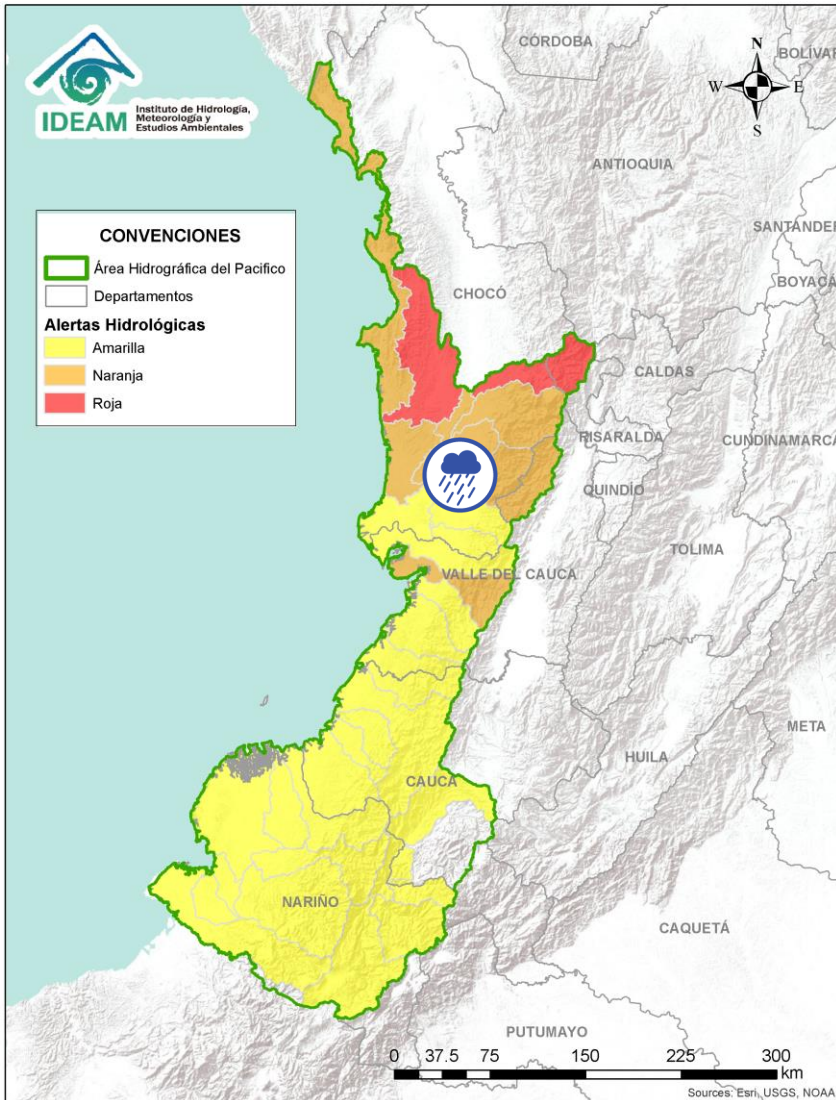 IDEAM
Instituto de Hidrología,
Meteorología y
Estudios Ambientales
CÓRDOBA
BOLÍVAR
N
W
E
S
ANTIOQUIA
SANTANDER
BOYACÁ
CONVENCIONES
Área Hidrográfica del Pacifico
Departamentos
Alertas Hidrológicas
Amarilla
Naranja
Roja
CHOCÓ
CALDAS
RISARALDA
CUNDINAMARCA
QUINDÍO
TOLIMA
VALLE DEL CAUCA
META
HUILA
CAUCA
NARIÑO
CAQUETÁ
PUTUMAYO
0 37.5 75 150 225 300
km
Sources: Esri, USGS, NOAA